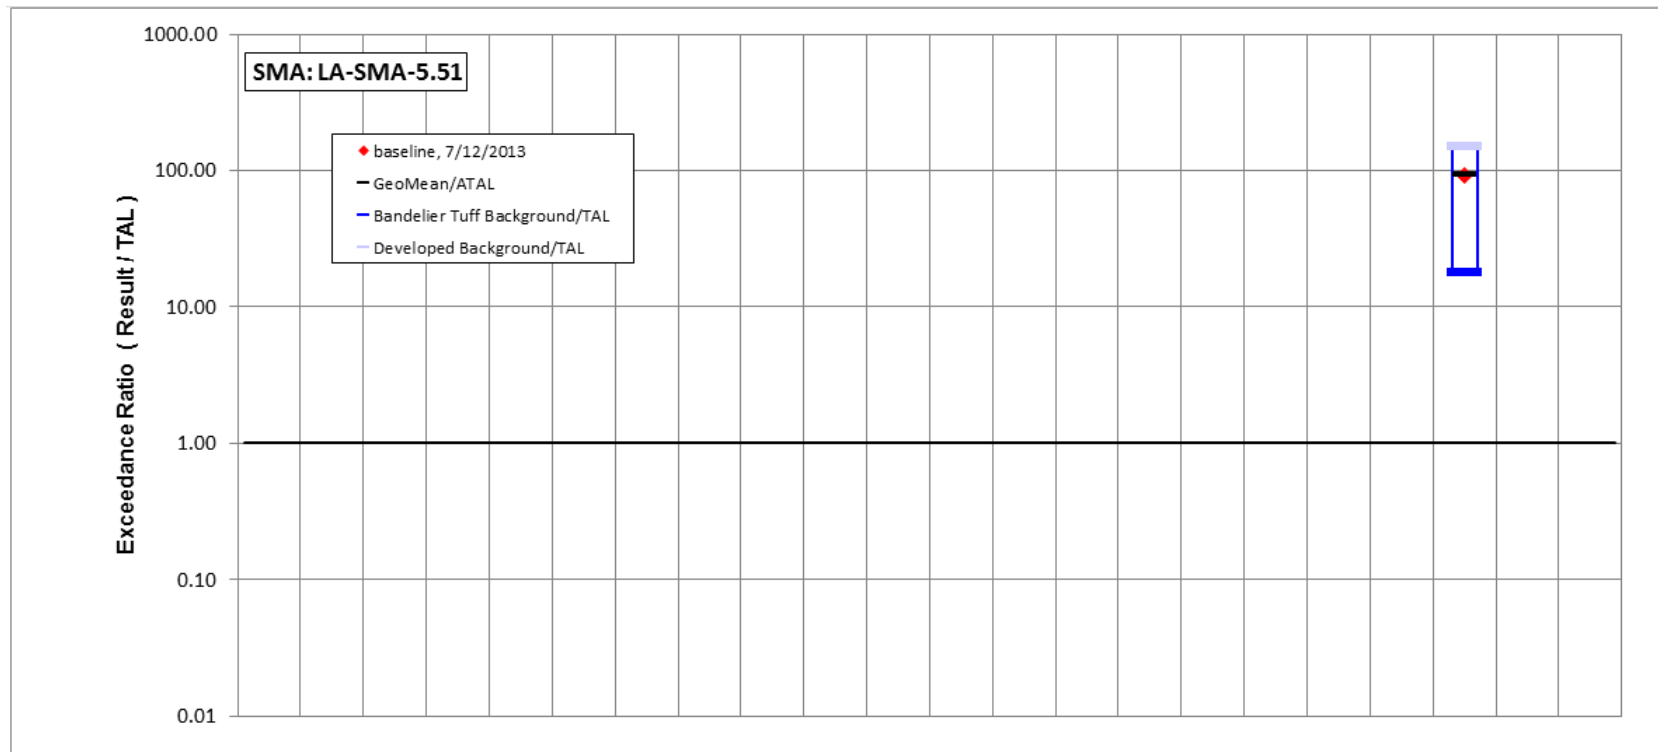 1000.00
SMA: LA-SMA-5.51
baseline, 7/12/2013
GeoMean/ATAL
Bandelier Tuff Background/TAL
Developed Background/TAL
100.00
10.00
1.00
0.10
0.01
Exceedance Ratio ( Result / TAL )